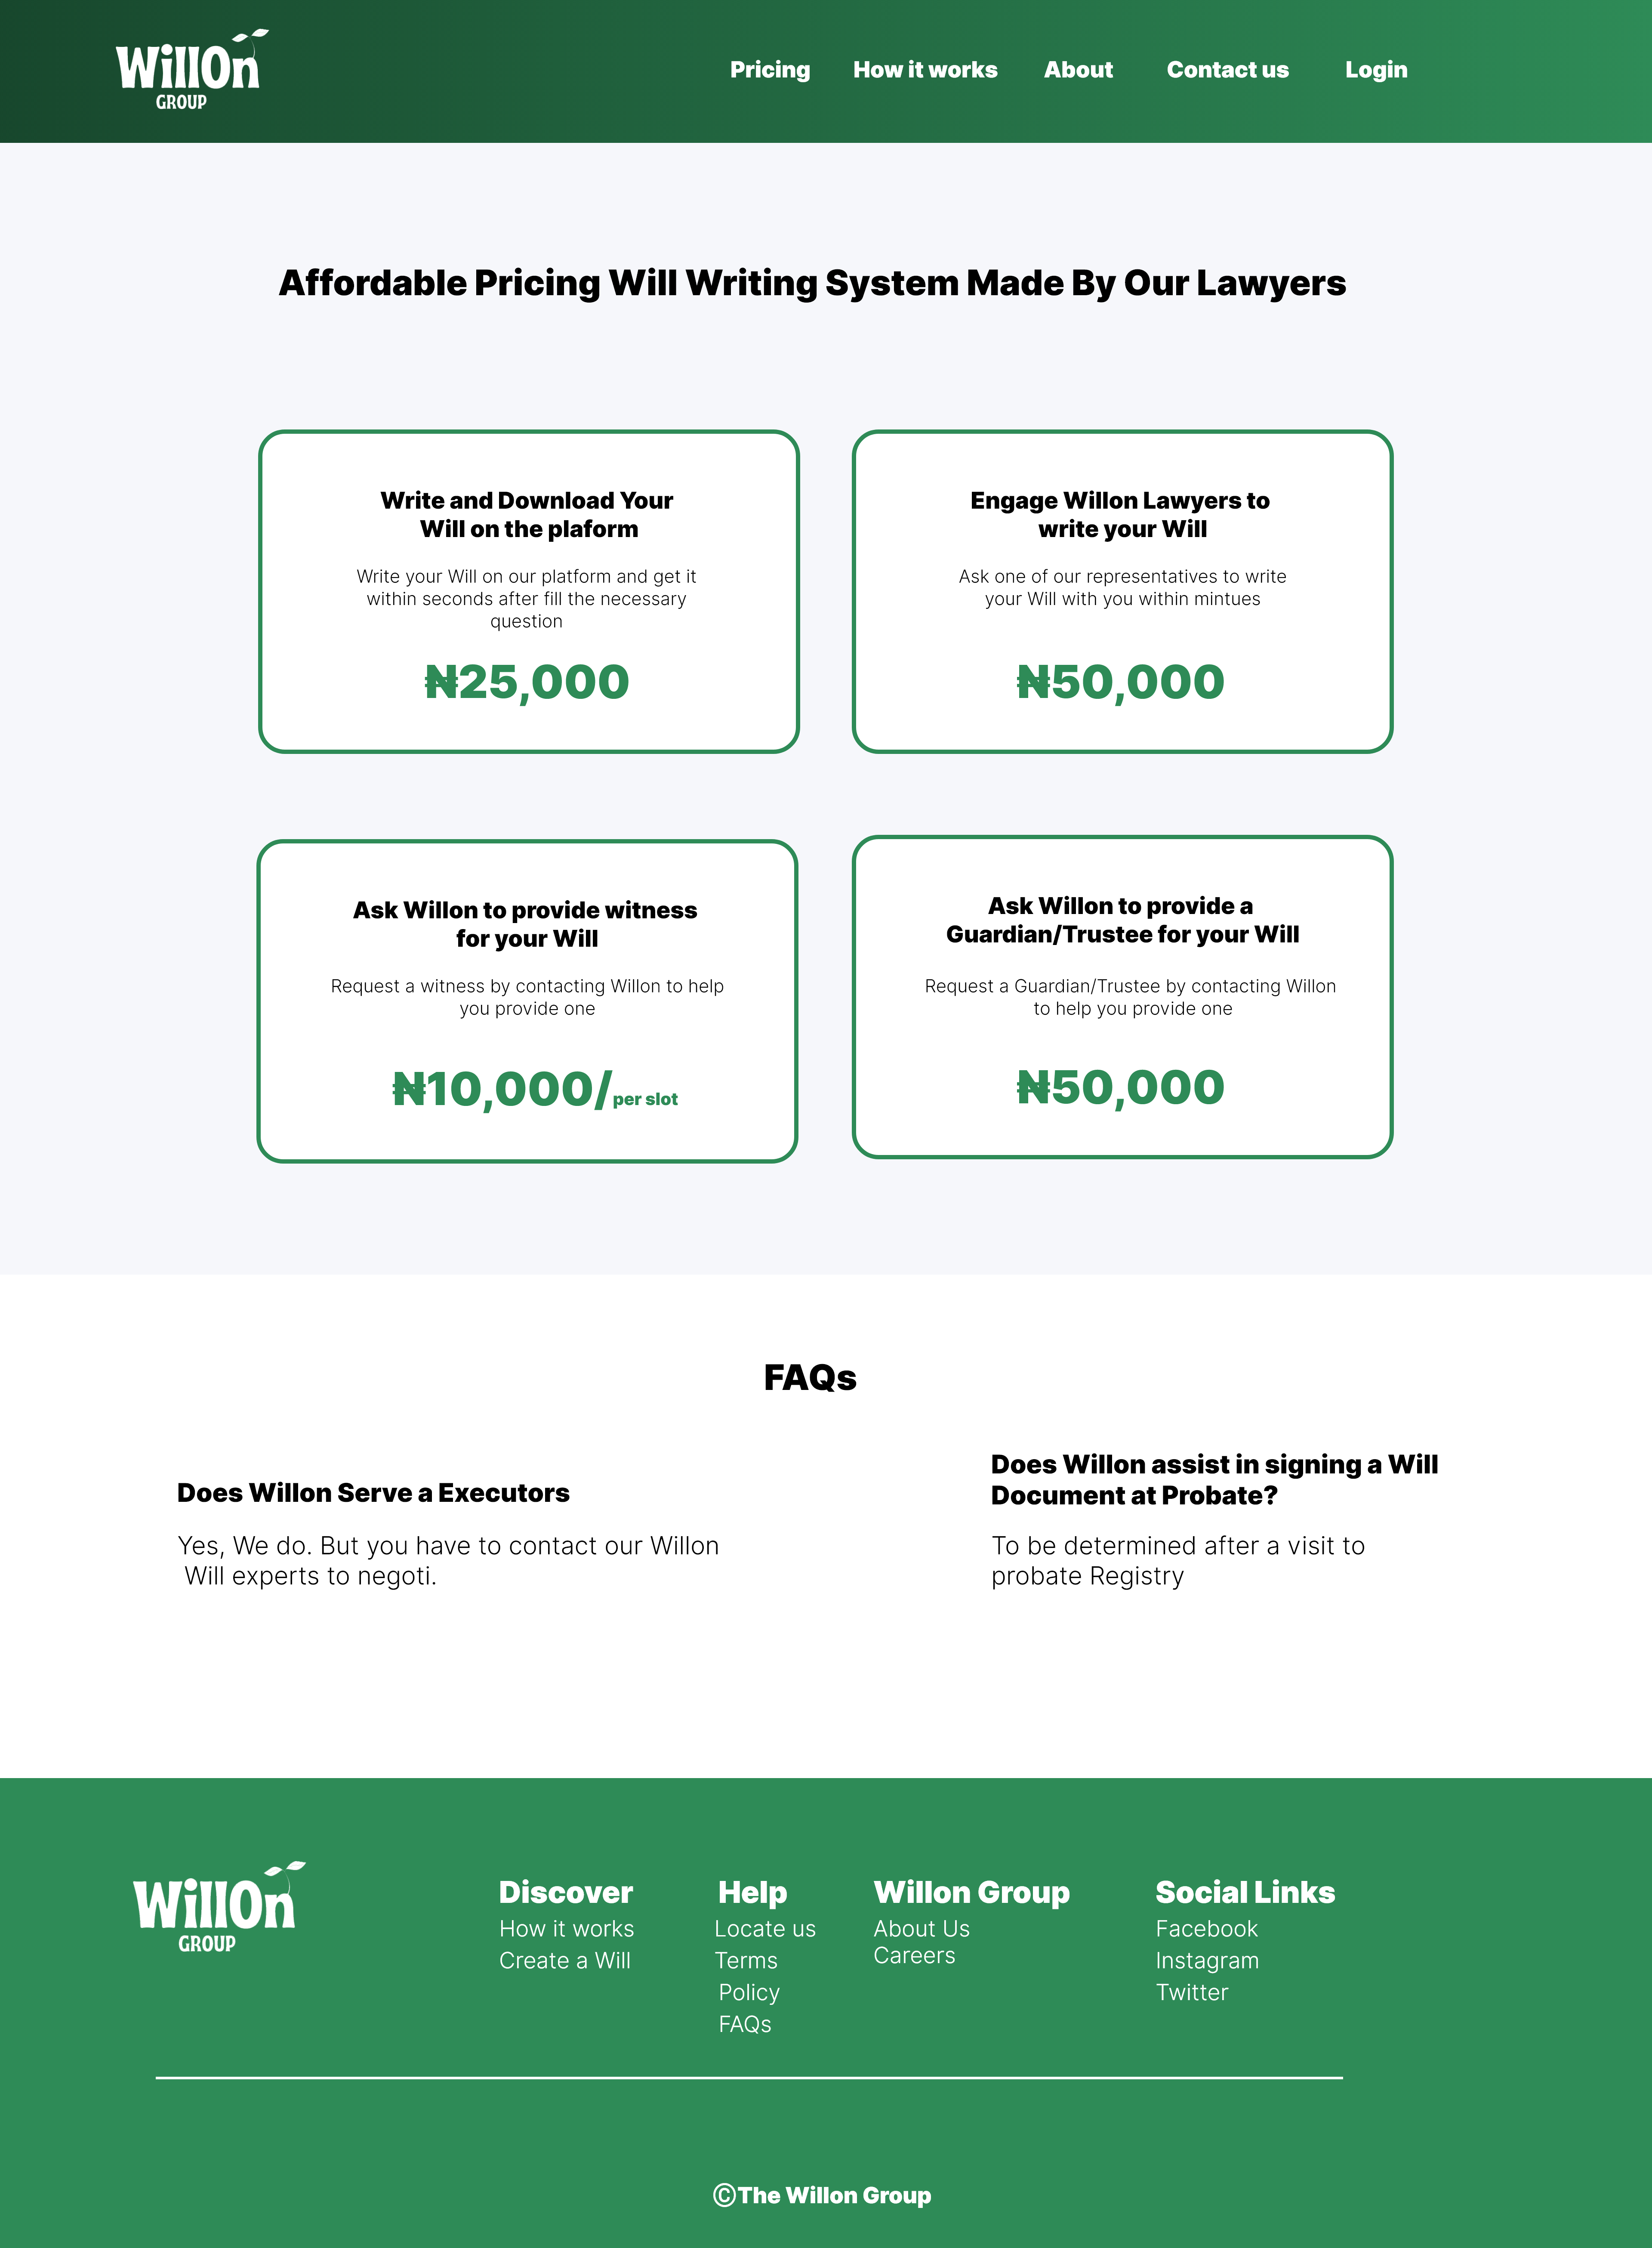 WillOn
GROUP
Pricing
How it works
About
Contact us
Login
Affordable Pricing Will Writing System Made By Our Lawyers
Write and Download Your
Will on the plaform
Write your Will on our platform and get it
within seconds after fill the necessary
question
₦25,000
Engage Willon Lawyers to
write your Will
Ask one of our representatives to write
your Will with you within mintues
₦50,000
Ask Willon to provide witness
for your Will
Request a witness by contacting Willon to help
you provide one
₦10,000/per slot
Ask Willon to provide a
Guardian/Trustee for your Will
Request a Guardian/Trustee by contacting Willon
to help you provide one
₦50,000
FAQs
Does Willon Serve a Executors
Yes, We do. But you have to contact our Willon
Will experts to negoti.
Does Willon assist in signing a Will
Document at Probate?
To be determined after a visit to
probate Registry
WillOn
GROUP
Discover
How it works
Create a Will
Help
Locate us
Terms
Policy
FAQs
Willon Group
About Us
Careers
Social Links
Facebook
Instagram
Twitter
©The Willon Group